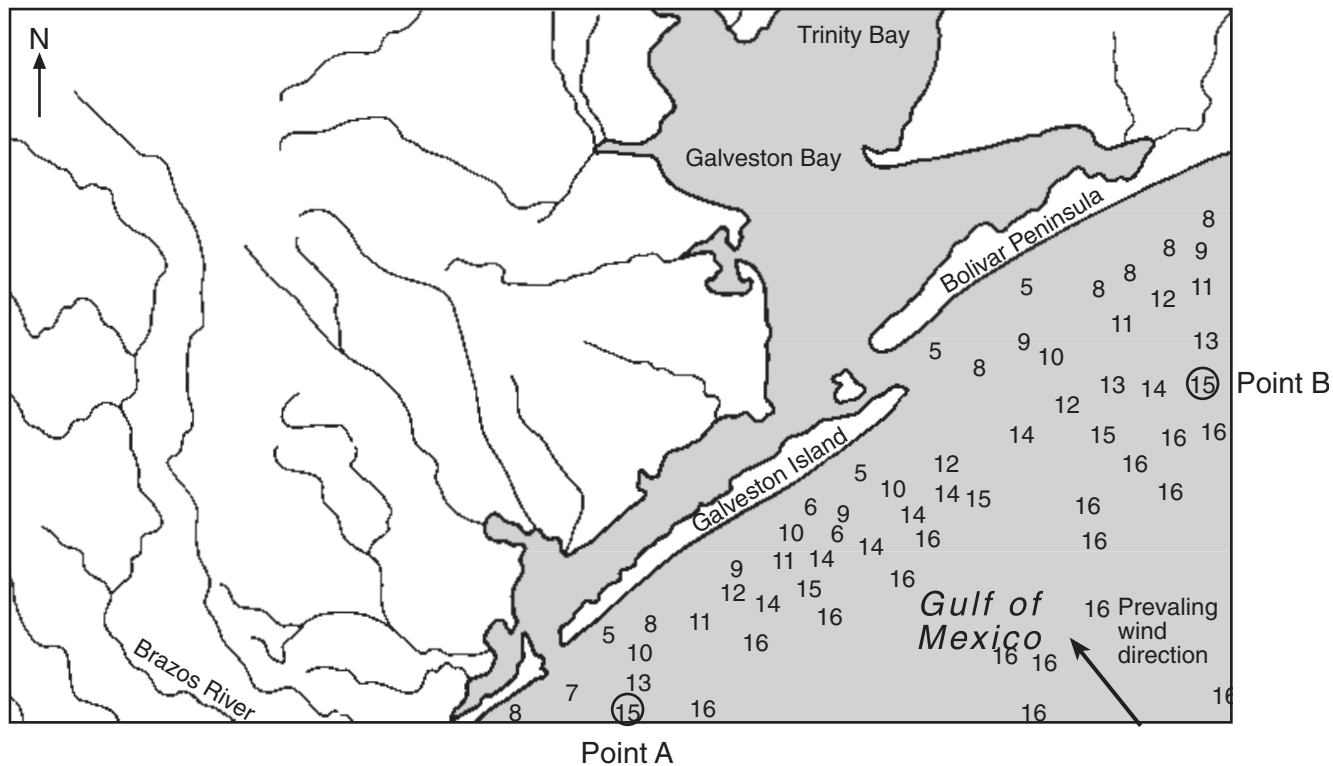 N
Trinity Bay
Galveston Bay
Bolivar Peninsula
8
8 9
8
5 8 12 11
11
9 13
5 10
8
13 14 15 Point B
12
14 15 16 16
Galveston Island
12 16
5
10 14 15 16
6 9 14 16
10 6 16 16
11 14 14
9
12 15 16
14 Gulf of 16 Prevaling
11 16 Mexico wind
5 8 16 16 16 direction
10
Brazos River
13
7 16
8 15 16 16
Point A